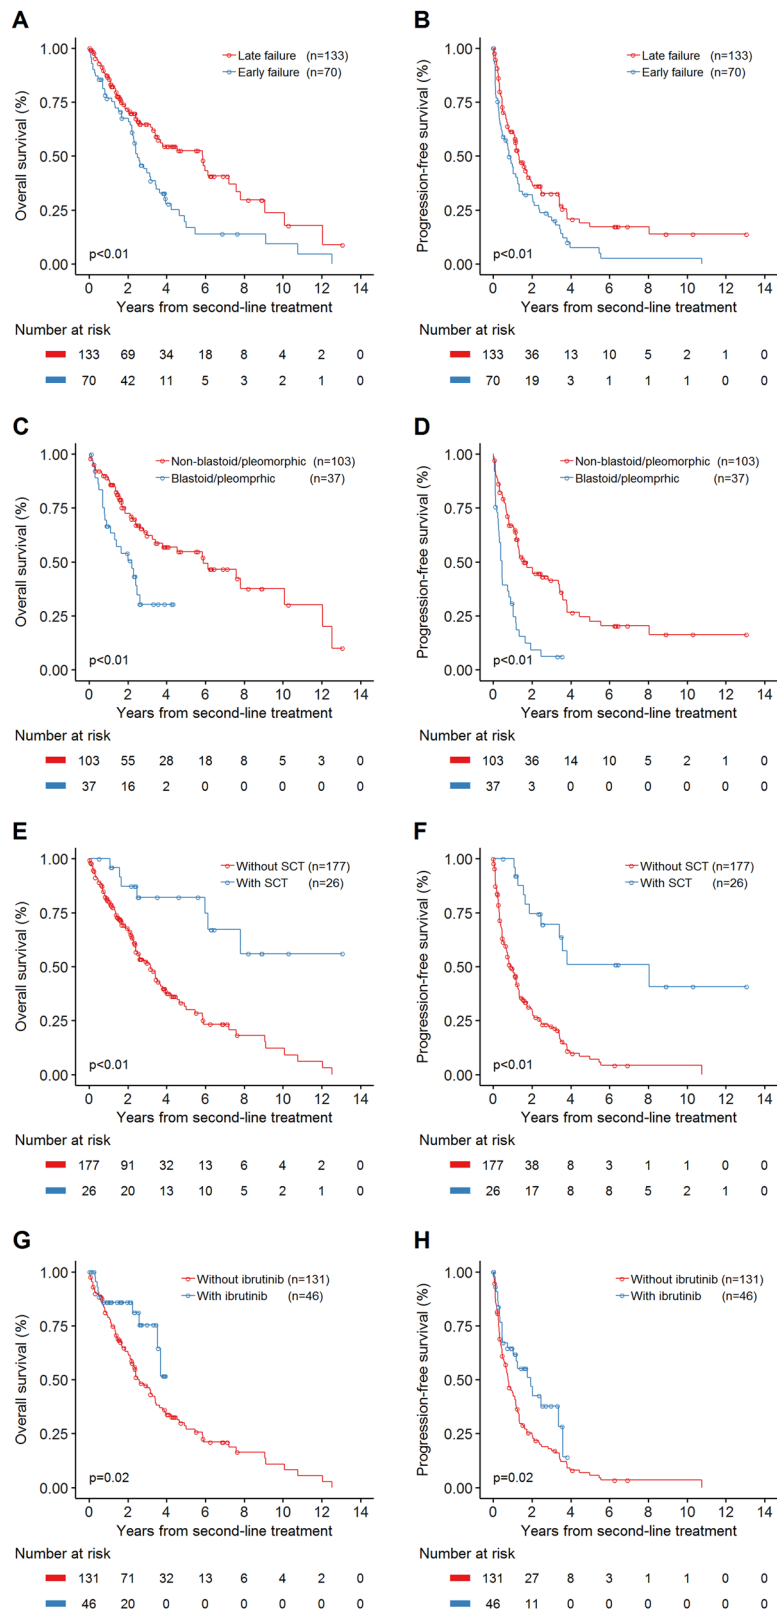 A
Overall survival (%)
1.00
0.75
0.50
0.25
0.00
Late failure (n=133)
Early failure (n=70)
p<0.01
0 2 4 6 8 10 12 14
Years from second-line treatment
Number at risk
133 69 34 18 8 4 2 0
70 42 11 5 3 2 1 0
B
Progression-free survival (%)
1.00
0.75
0.50
0.25
0.00
Late failure (n=133)
Early failure (n=70)
p<0.01
0 2 4 6 8 10 12 14
Years from second-line treatment
Number at risk
133 36 13 10 5 2 1 0
70 19 3 1 1 1 0 0
C
Overall survival (%)
1.00
0.75
0.50
0.25
0.00
Non-blastoid/pleomorphic (n=103)
Blastoid/pleomprhic (n=37)
p<0.01
0 2 4 6 8 10 12 14
Years from second-line treatment
Number at risk
103 55 28 18 8 5 3 0
37 16 2 0 0 0 0 0
D
Progression-free survival (%)
1.00
0.75
0.50
0.25
0.00
Non-blastoid/pleomorphic (n=103)
Blastoid/pleomprhic (n=37)
p<0.01
0 2 4 6 8 10 12 14
Years from second-line treatment
Number at risk
103 36 14 10 5 2 1 0
37 3 0 0 0 0 0 0
E
Overall survival (%)
1.00
0.75
0.50
0.25
0.00
Without SCT (n=177)
With SCT (n=26)
p<0.01
0 2 4 6 8 10 12 14
Years from second-line treatment
Number at risk
177 91 32 13 6 4 2 0
26 20 13 10 5 2 1 0
F
Progression-free survival (%)
1.00
0.75
0.50
0.25
0.00
Without SCT (n=177)
With SCT (n=26)
p<0.01
0 2 4 6 8 10 12 14
Years from second-line treatment
Number at risk
177 38 8 3 1 1 0 0
26 17 8 8 5 2 1 0
G
Overall survival (%)
1.00
0.75
0.50
0.25
0.00
Without ibrutinib (n=131)
With ibrutinib (n=46)
p=0.02
0 2 4 6 8 10 12 14
Years from second-line treatment
Number at risk
131 71 32 13 6 4 2 0
46 20 0 0 0 0 0 0
H
Progression-free survival (%)
1.00
0.75
0.50
0.25
0.00
Without ibrutinib (n=131)
With ibrutinib (n=46)
p=0.02
0 2 4 6 8 10 12 14
Years from second-line treatment
Number at risk
131 27 8 3 1 1 0 0
46 11 0 0 0 0 0 0